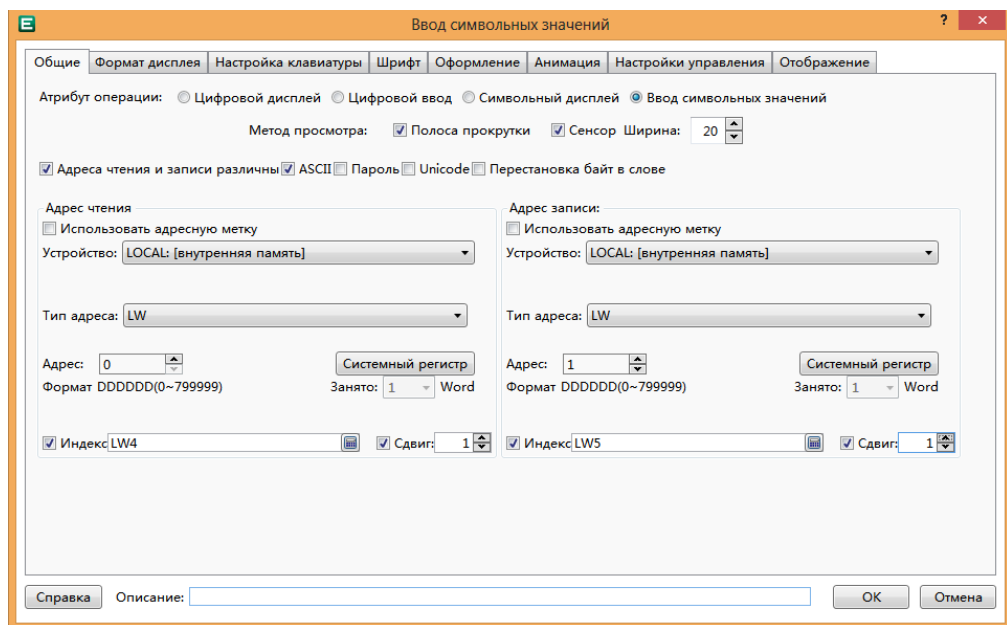 Ввод символьных значений ? ×
Общие Формат дисплея Настройка клавиатуры Шрифт Оформление Анимация Настройки управления Отображение
Атрибут операции: Цифровой дисплей Цифровой ввод Символьный дисплей Ввод символьных значений
Метод просмотра: Полоса прокрутки Сенсор Ширина: 20
Адреса чтения и записи различны ASCII Пароль Unicode Перестановка байт в слове
Адрес чтения Адрес записи:
Использовать адресную метку Использовать адресную метку
Устройство: LOCAL: [внутренняя память] Устройство: LOCAL: [внутренняя память]
Тип адреса: LW Тип адреса: LW
Адрес: 0 Системный регистр Адрес: 1 Системный регистр
Формат DDDDDD(0~799999) Занято: 1 Word Формат DDDDDD(0~799999) Занято: 1 Word
Индекс LW4 Сдвиг: 1 Индекс LW5 Сдвиг: 1
Справка Описание: OK Отмена